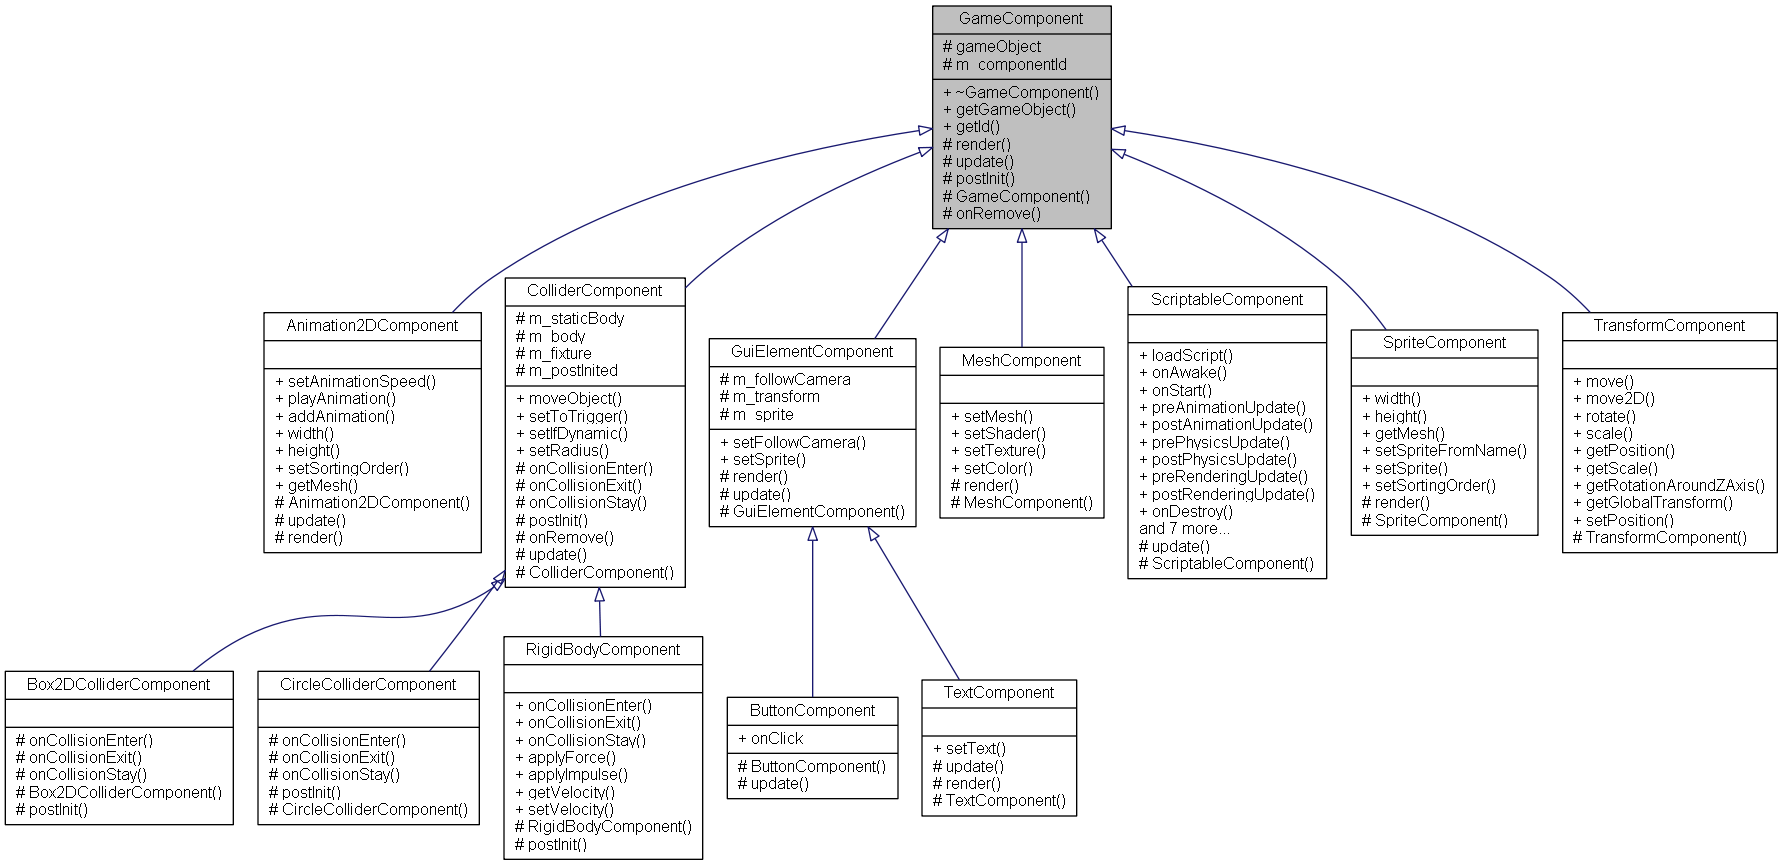 GameComponent
# gameObject
# m_componentId
+ ~GameComponent()
+ getGameObject()
+ getId()
# render()
# update()
# postInit()
# GameComponent()
# onRemove()
Animation2DComponent
+ setAnimationSpeed()
+ playAnimation()
+ addAnimation()
+ width()
+ height()
+ setSortingOrder()
+ getMesh()
# Animation2DComponent()
# update()
# render()
ColliderComponent
# m_staticBody
# m_body
# m_fixture
# m_postInited
+ moveObject()
+ setToTrigger()
+ setIfDynamic()
+ setRadius()
# onCollisionEnter()
# onCollisionExit()
# onCollisionStay()
# postInit()
# onRemove()
# update()
# ColliderComponent()
GuiElementComponent
# m_followCamera
# m_transform
# m_sprite
+ setFollowCamera()
+ setSprite()
# render()
# update()
# GuiElementComponent()
MeshComponent
+ setMesh()
+ setShader()
+ setTexture()
+ setColor()
# render()
# MeshComponent()
ScriptableComponent
+ loadScript()
+ onAwake()
+ onStart()
+ preAnimationUpdate()
+ postAnimationUpdate()
+ prePhysicsUpdate()
+ postPhysicsUpdate()
+ preRenderingUpdate()
+ postRenderingUpdate()
+ onDestroy()
and 7 more...
# update()
# ScriptableComponent()
SpriteComponent
+ width()
+ height()
+ getMesh()
+ setSpriteFromName()
+ setSprite()
+ setSortingOrder()
# render()
# SpriteComponent()
TransformComponent
+ move()
+ move2D()
+ rotate()
+ scale()
+ getPosition()
+ getScale()
+ getRotationAroundZAxis()
+ getGlobalTransform()
+ setPosition()
# TransformComponent()
Box2DColliderComponent
# onCollisionEnter()
# onCollisionExit()
# onCollisionStay()
# Box2DColliderComponent()
# postInit()
CircleColliderComponent
# onCollisionEnter()
# onCollisionExit()
# onCollisionStay()
# postInit()
# CircleColliderComponent()
RigidBodyComponent
+ onCollisionEnter()
+ onCollisionExit()
+ onCollisionStay()
+ applyForce()
+ applyImpulse()
+ getVelocity()
+ setVelocity()
# RigidBodyComponent()
# postInit()
ButtonComponent
+ onClick
# ButtonComponent()
# update()
TextComponent
+ setText()
# update()
# render()
# TextComponent()